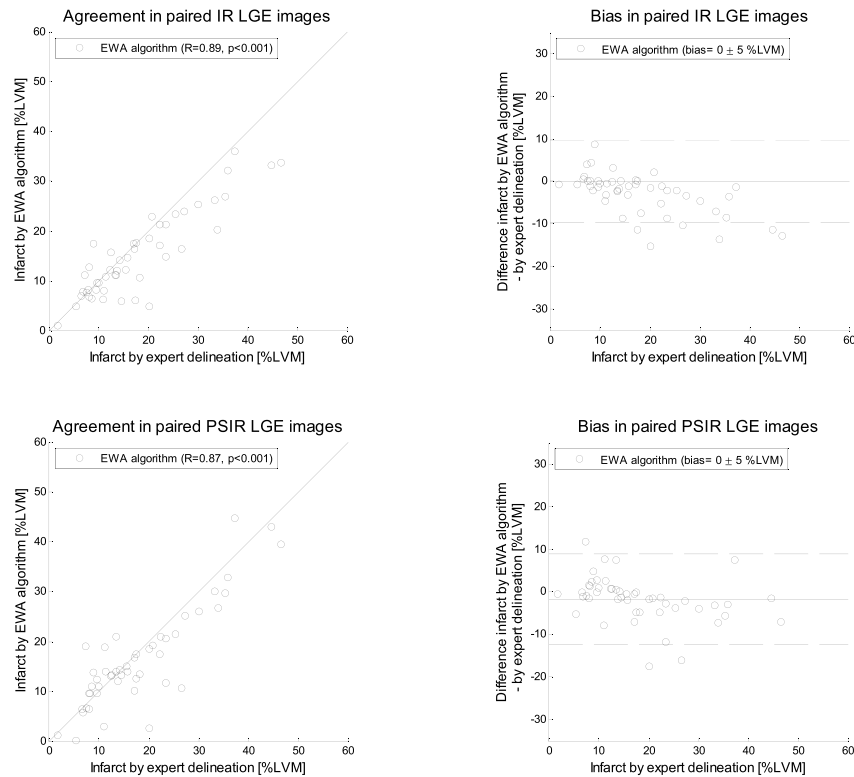 Agreement in paired IR LGE images
EWA algorithm (R=0.89, p<0.001)
Infarct by EWA algorithm [%LVM]
60
50
40
30
20
10
0
0 10 20 30 40 50 60
Infarct by expert delineation [%LVM]
Bias in paired IR LGE images
EWA algorithm (bias= 0 ± 5 %LVM)
Difference infarct by EWA algorithm
- by expert delineation [%LVM]
30
20
10
0
-10
-20
-30
0 10 20 30 40 50 60
Infarct by expert delineation [%LVM]
Agreement in paired PSIR LGE images
EWA algorithm (R=0.87, p<0.001)
Infarct by EWA algorithm [%LVM]
60
50
40
30
20
10
0
0 10 20 30 40 50 60
Infarct by expert delineation [%LVM]
Bias in paired PSIR LGE images
EWA algorithm (bias= 0 ± 5 %LVM)
Difference infarct by EWA algorithm
- by expert delineation [%LVM]
30
20
10
0
-10
-20
-30
0 10 20 30 40 50 60
Infarct by expert delineation [%LVM]